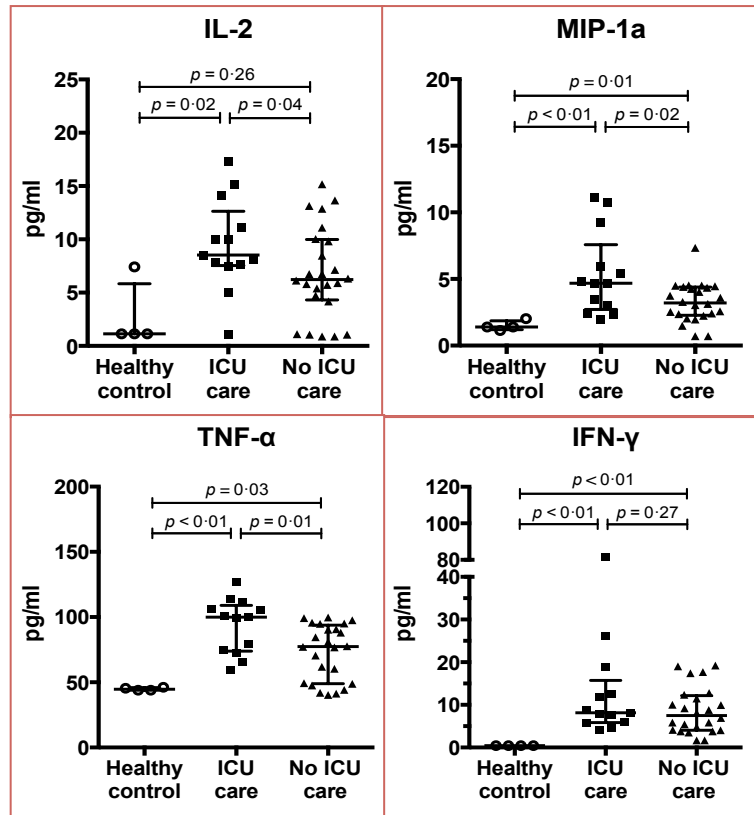 IL-2
p = 0·26
p = 0·02
p = 0·04
25
20
15
10
5
0
pg/ml
Healthy control
ICU care
No ICU care
MIP-1a
p = 0·01
p < 0·01
p = 0·02
20
15
10
5
0
pg/ml
Healthy control
ICU care
No ICU care
TNF-α
p = 0·03
p < 0·01
p = 0·01
200
150
100
50
0
pg/ml
Healthy control
ICU care
No ICU care
IFN-γ
p < 0·01
p < 0·01
p = 0·27
120
100
80
40
20
10
0
pg/ml
Healthy control
ICU care
No ICU care